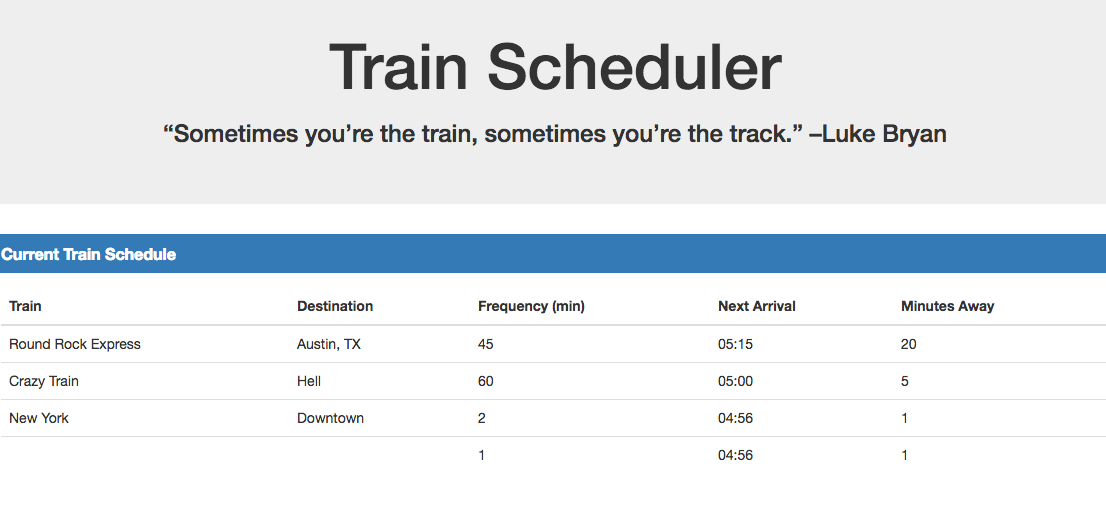 Train Scheduler
“Sometimes you’re the train, sometimes you’re the track.” –Luke Bryan
Current Train Schedule
Train Destination Frequency (min) Next Arrival Minutes Away
Round Rock Express Austin, TX 45 05:15 20
Crazy Train Hell 60 05:00 5
New York Downtown 2 04:56 1
1 04:56 1